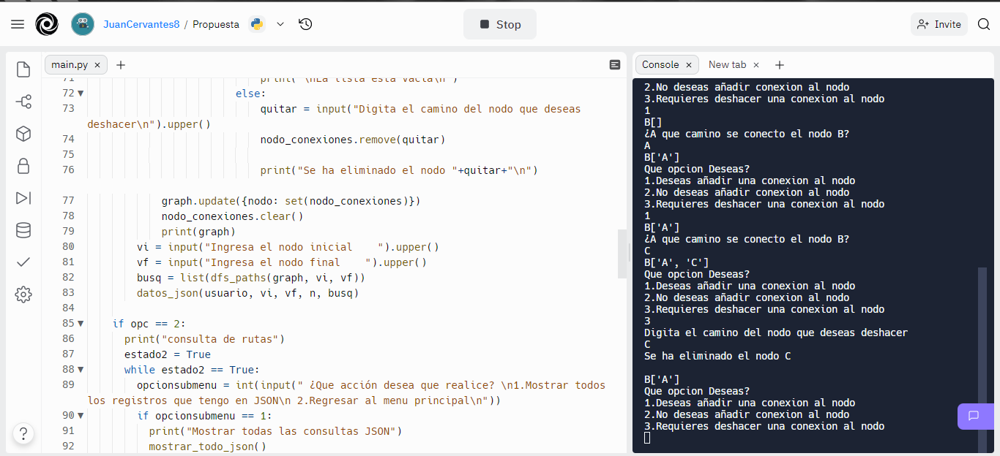 JuanCervantes8 / Propuesta
Stop
Invite
main.py × +
71 print("\nLa lista esta vacia\n")
72 else:
73 quitar = input("Digita el camino del nodo que deseas
deshacer\n").upper()
74 nodo_conexiones.remove(quitar)
75
76 print("Se ha eliminado el nodo "+quitar+"\n")
77 graph.update({nodo: set(nodo_conexiones)})
78 nodo_conexiones.clear()
79 print(graph)
80 vi = input("Ingresa el nodo inicial    ").upper()
81 vf = input("Ingresa el nodo final    ").upper()
82 busq = list(dfs_paths(graph, vi, vf))
83 datos_json(usuario, vi, vf, n, busq)
84
85 if opc == 2:
86 print("consulta de rutas")
87 estado2 = True
88 while estado2 == True:
89 opcionsubmenu = int(input(" ¿Que acción desea que realice? \n1.Mostrar todos
los registros que tengo en JSON\n 2.Regresar al menu principal\n"))
90 if opcionsubmenu == 1:
91 print("Mostrar todas las consultas JSON")
92 mostrar_todo_json()
?
Console × New tab × +
2.No deseas añadir conexion al nodo
3.Requieres deshacer una conexion al nodo
1
B[]
¿A que camino se conecto el nodo B?
A
B['A']
Que opcion Deseas?
1.Deseas añadir una conexion al nodo
2.No deseas añadir conexion al nodo
3.Requieres deshacer una conexion al nodo
1
B['A']
¿A que camino se conecto el nodo B?
C
B['A', 'C']
Que opcion Deseas?
1.Deseas añadir una conexion al nodo
2.No deseas añadir conexion al nodo
3.Requieres deshacer una conexion al nodo
3
Digita el camino del nodo que deseas deshacer
C
Se ha eliminado el nodo C
B['A']
Que opcion Deseas?
1.Deseas añadir una conexion al nodo
2.No deseas añadir conexion al nodo
3.Requieres deshacer una conexion al nodo